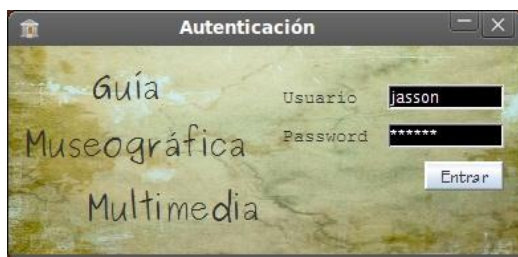 Autenticación
Guía
Museográfica
Multimedia
Usuario jasson
Password ******
Entrar